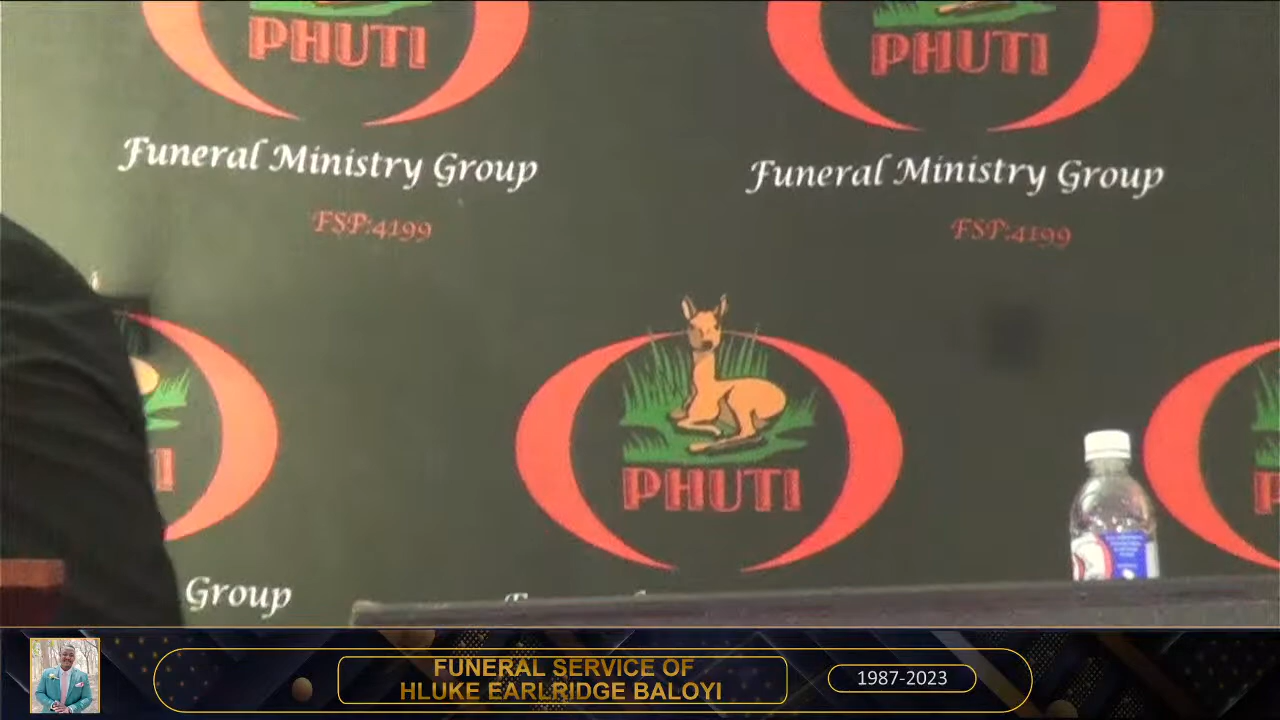 PHUTI
PHUTI
Funeral Ministry Group
Funeral Ministry Group
FSP:4199
FSP:4199
PHUTI
Group
FUNERAL SERVICE OF
HLUKE EARLRIDGE BALOYI
1987-2023